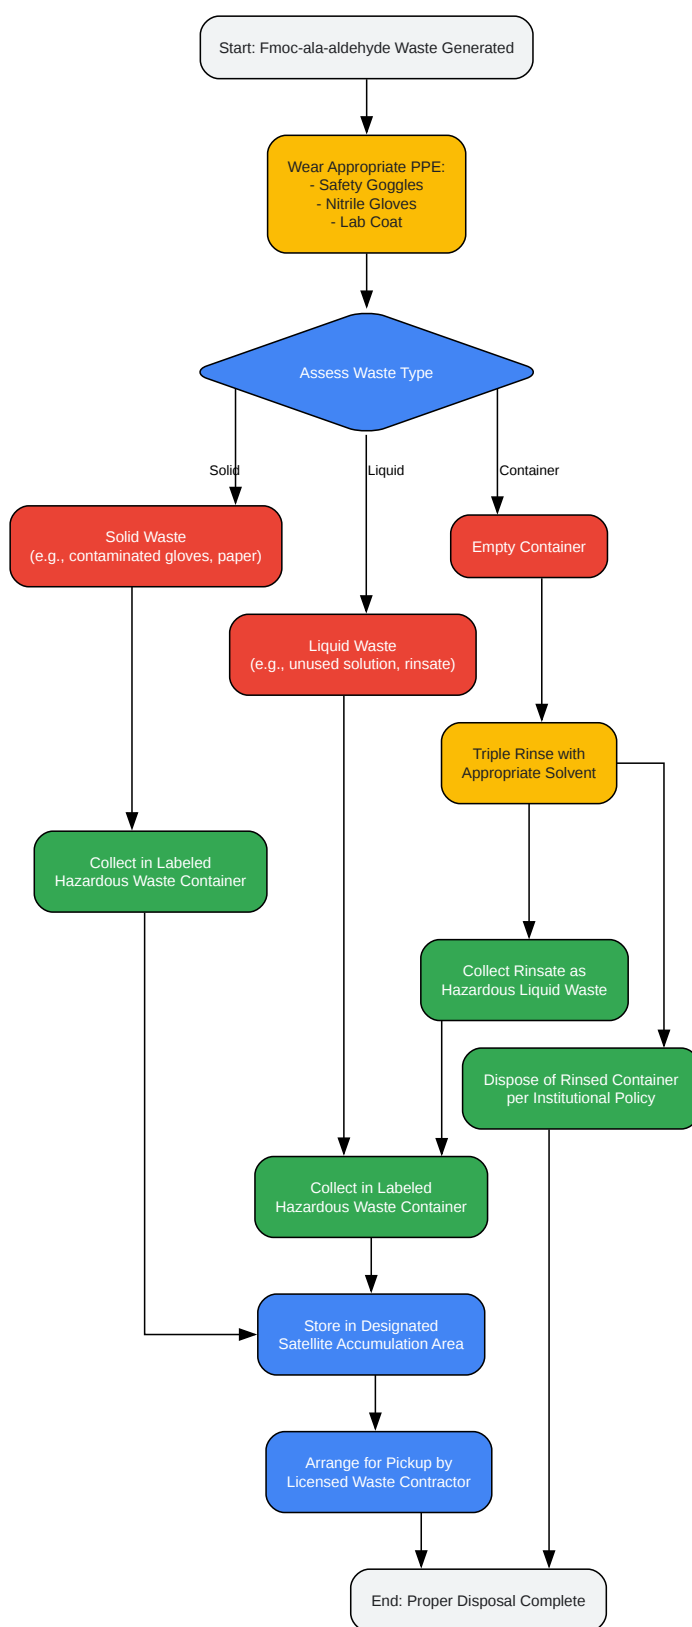 Start: Fmoc-ala-aldehyde Waste Generated
Wear Appropriate PPE:
- Safety Goggles
- Nitrile Gloves
- Lab Coat
Assess Waste Type
Solid
Liquid
Container
Solid Waste
(e.g., contaminated gloves, paper)
Empty Container
Liquid Waste
(e.g., unused solution, rinsate)
Triple Rinse with
Appropriate Solvent
Collect in Labeled
Hazardous Waste Container
Collect Rinsate as
Hazardous Liquid Waste
Dispose of Rinsed Container
per Institutional Policy
Collect in Labeled
Hazardous Waste Container
Store in Designated
Satellite Accumulation Area
Arrange for Pickup by
Licensed Waste Contractor
End: Proper Disposal Complete